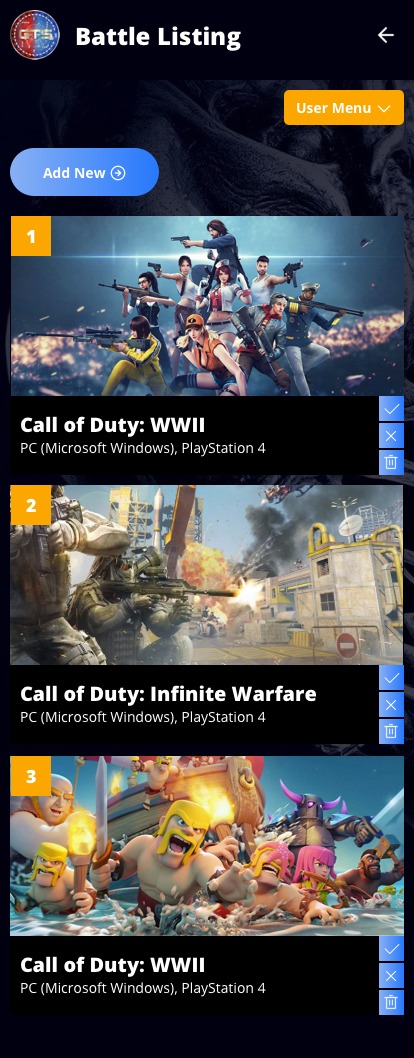 GTS
Battle Listing
User Menu
Add New
1
Call of Duty: WWII
PC (Microsoft Windows), PlayStation 4
2
Call of Duty: Infinite Warfare
PC (Microsoft Windows), PlayStation 4
3
Call of Duty: WWII
PC (Microsoft Windows), PlayStation 4